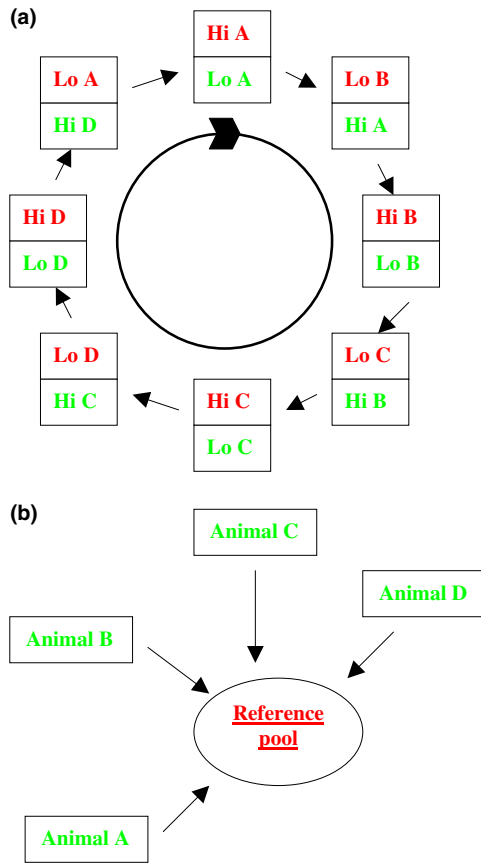 (a)
Hi A
Lo A
Lo B
Hi A
Hi B
Lo B
Lo C
Hi B
Hi C
Lo C
Lo D
Hi C
Hi D
Lo D
Lo A
Hi D
(b)
Animal C
Animal D
Animal B
Reference
pool
Animal A